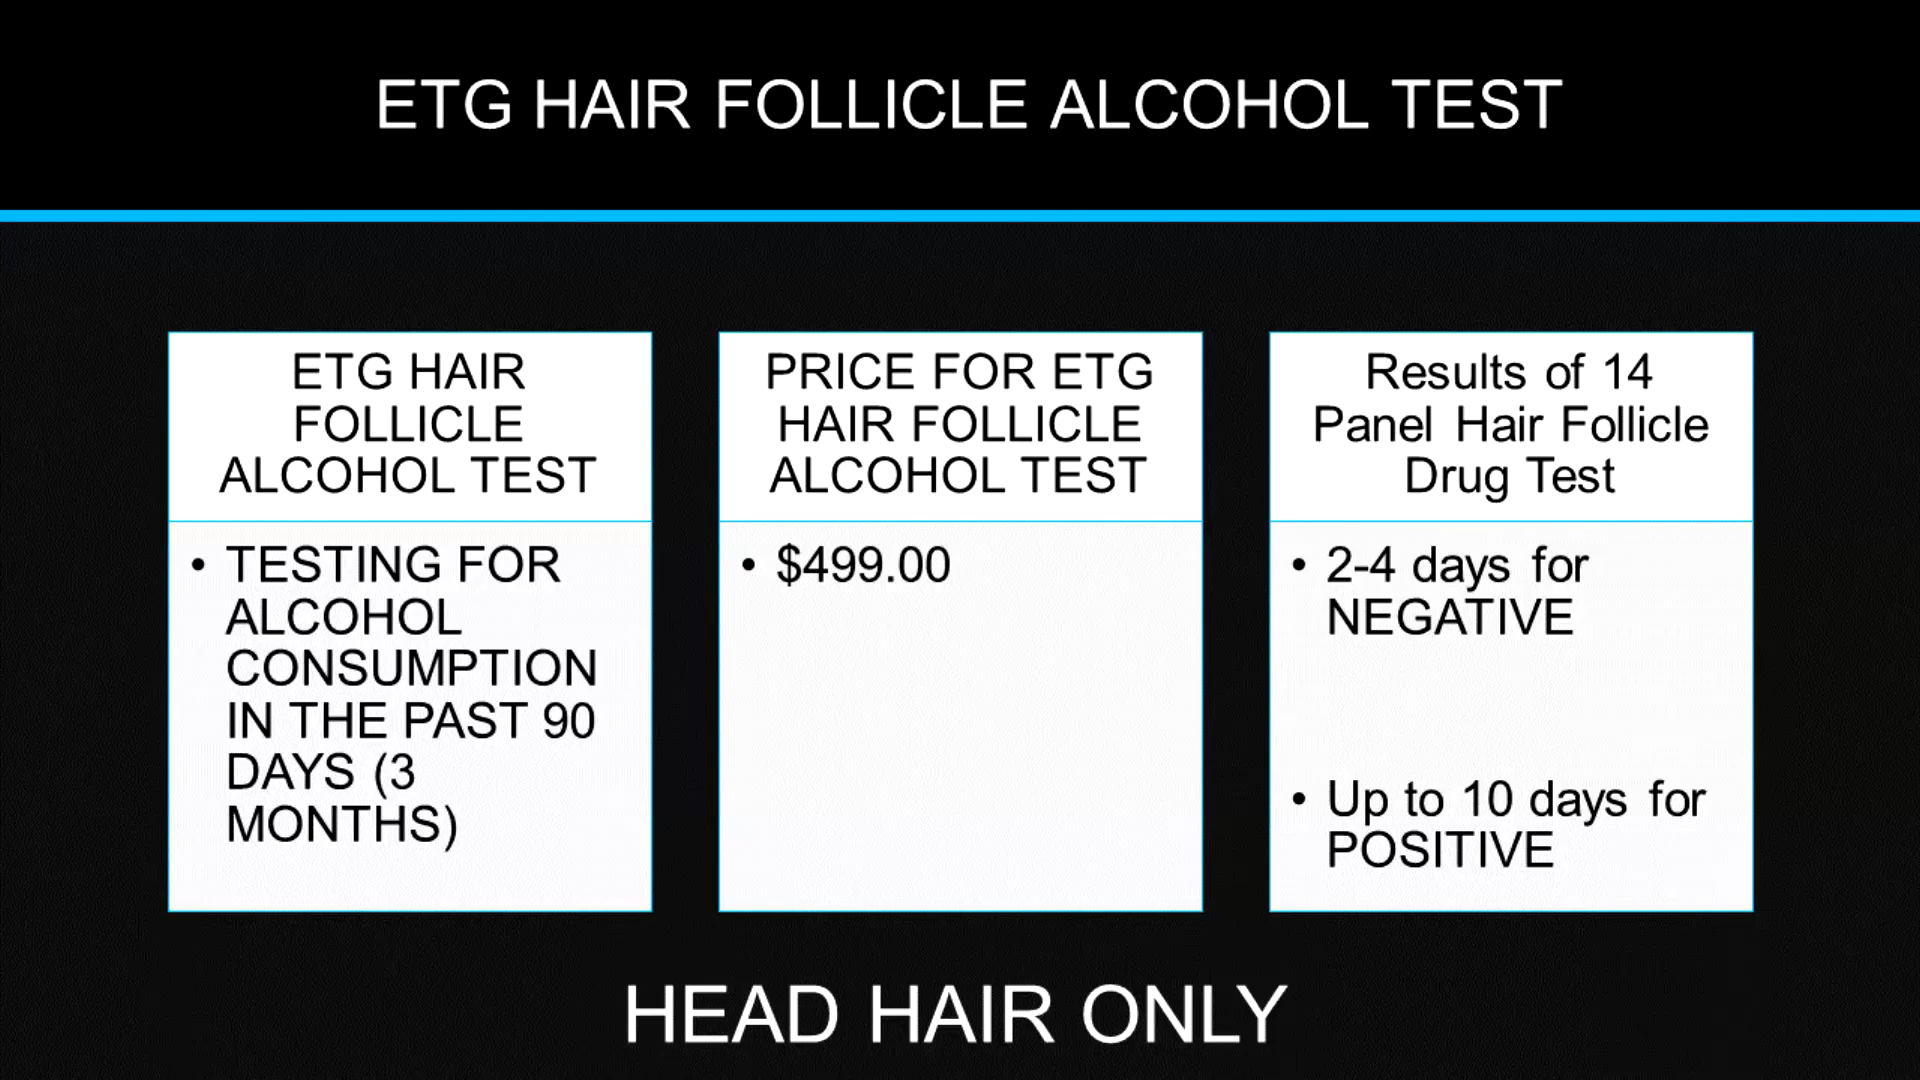 ETG HAIR FOLLICLE ALCOHOL TEST
ETG HAIR
FOLLICLE
ALCOHOL TEST
• TESTING FOR
ALCOHOL
CONSUMPTION
IN THE PAST 90
DAYS (3
MONTHS)
PRICE FOR ETG
HAIR FOLLICLE
ALCOHOL TEST
• $499.00
Results of 14
Panel Hair Follicle
Drug Test
• 2-4 days for
NEGATIVE
• Up to 10 days for
POSITIVE
HEAD HAIR ONLY